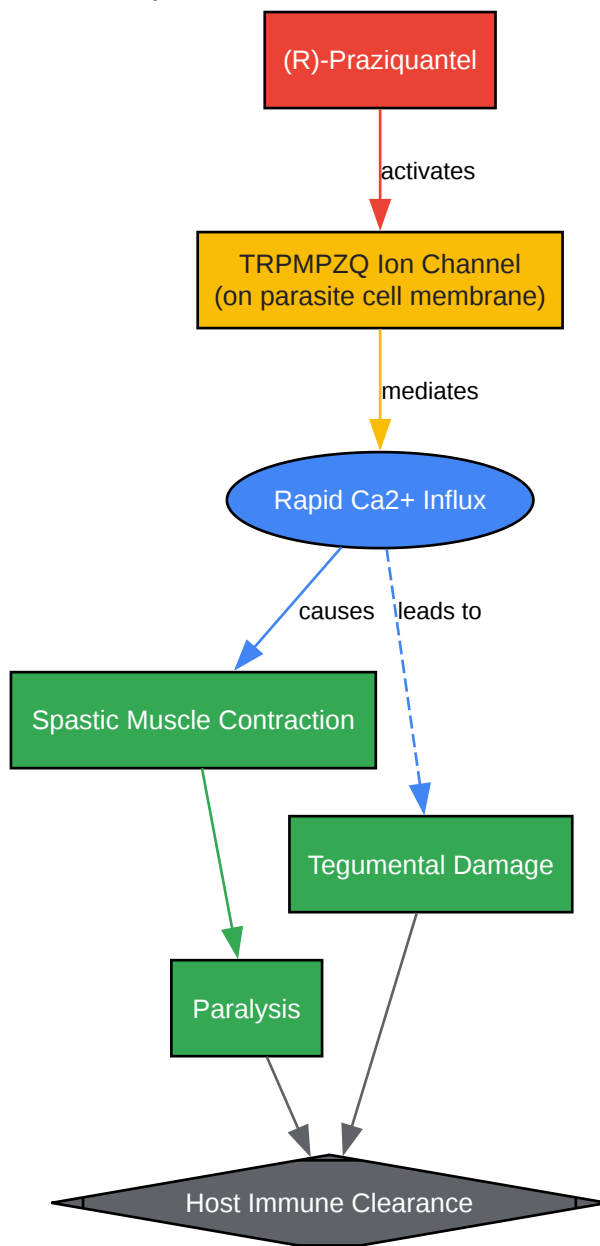 (R)-Praziquantel
activates
TRPMPZQ Ion Channel
(on parasite cell membrane)
mediates
Rapid Ca2+ Influx
causes
leads to
Spastic Muscle Contraction
Tegumental Damage
Paralysis
Host Immune Clearance